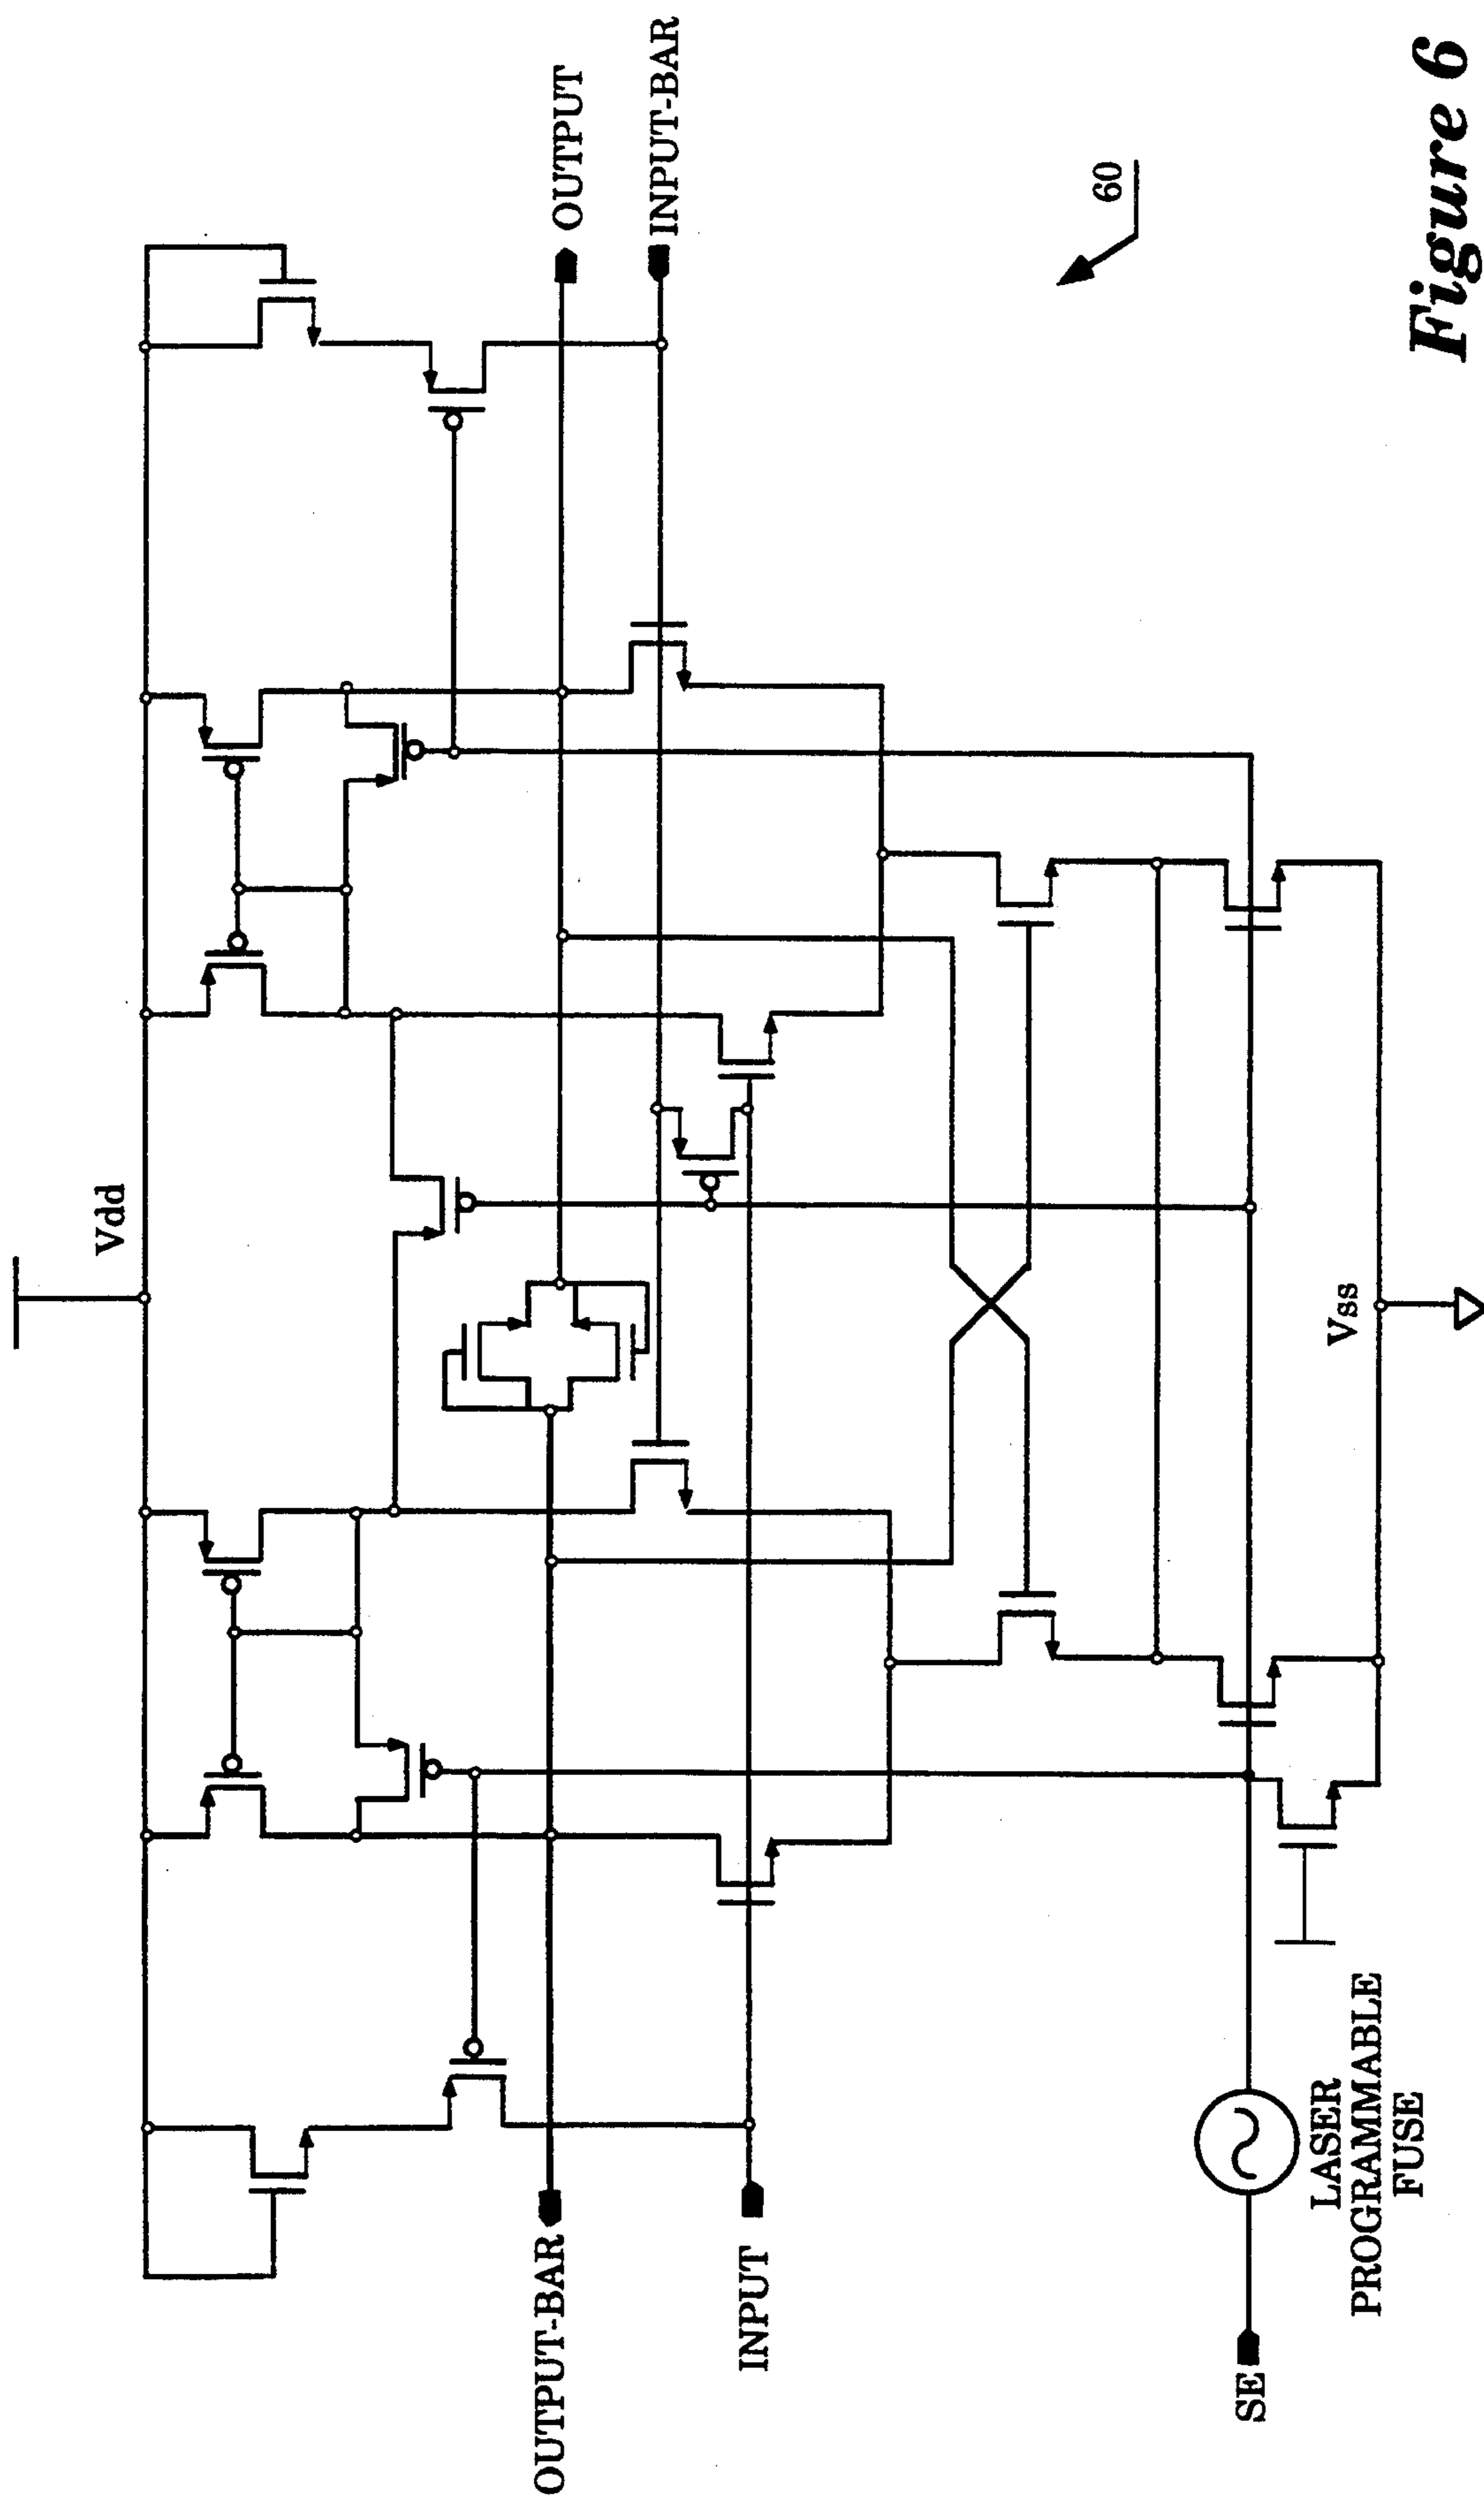 Vdd
OUTPUT-BAR
OUTPUT
INPUT
INPUT-BAR
60
SE
LASER
PROGRAMMABLE
FUSE
Vss
Figure 6